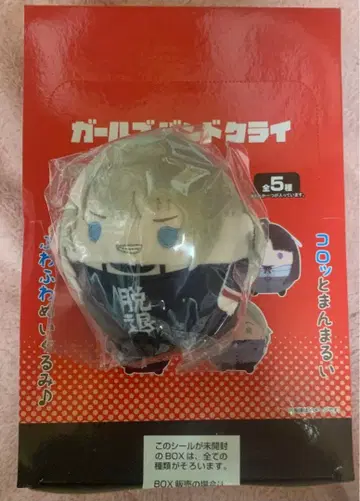 ガールズバンドクライ
全5種
コロッとまんまるい
ふわふわぬいぐるみ♪
脱退
このシールが未開封
のBOXは、全ての
種類がそろいます。
BOX販売の場合